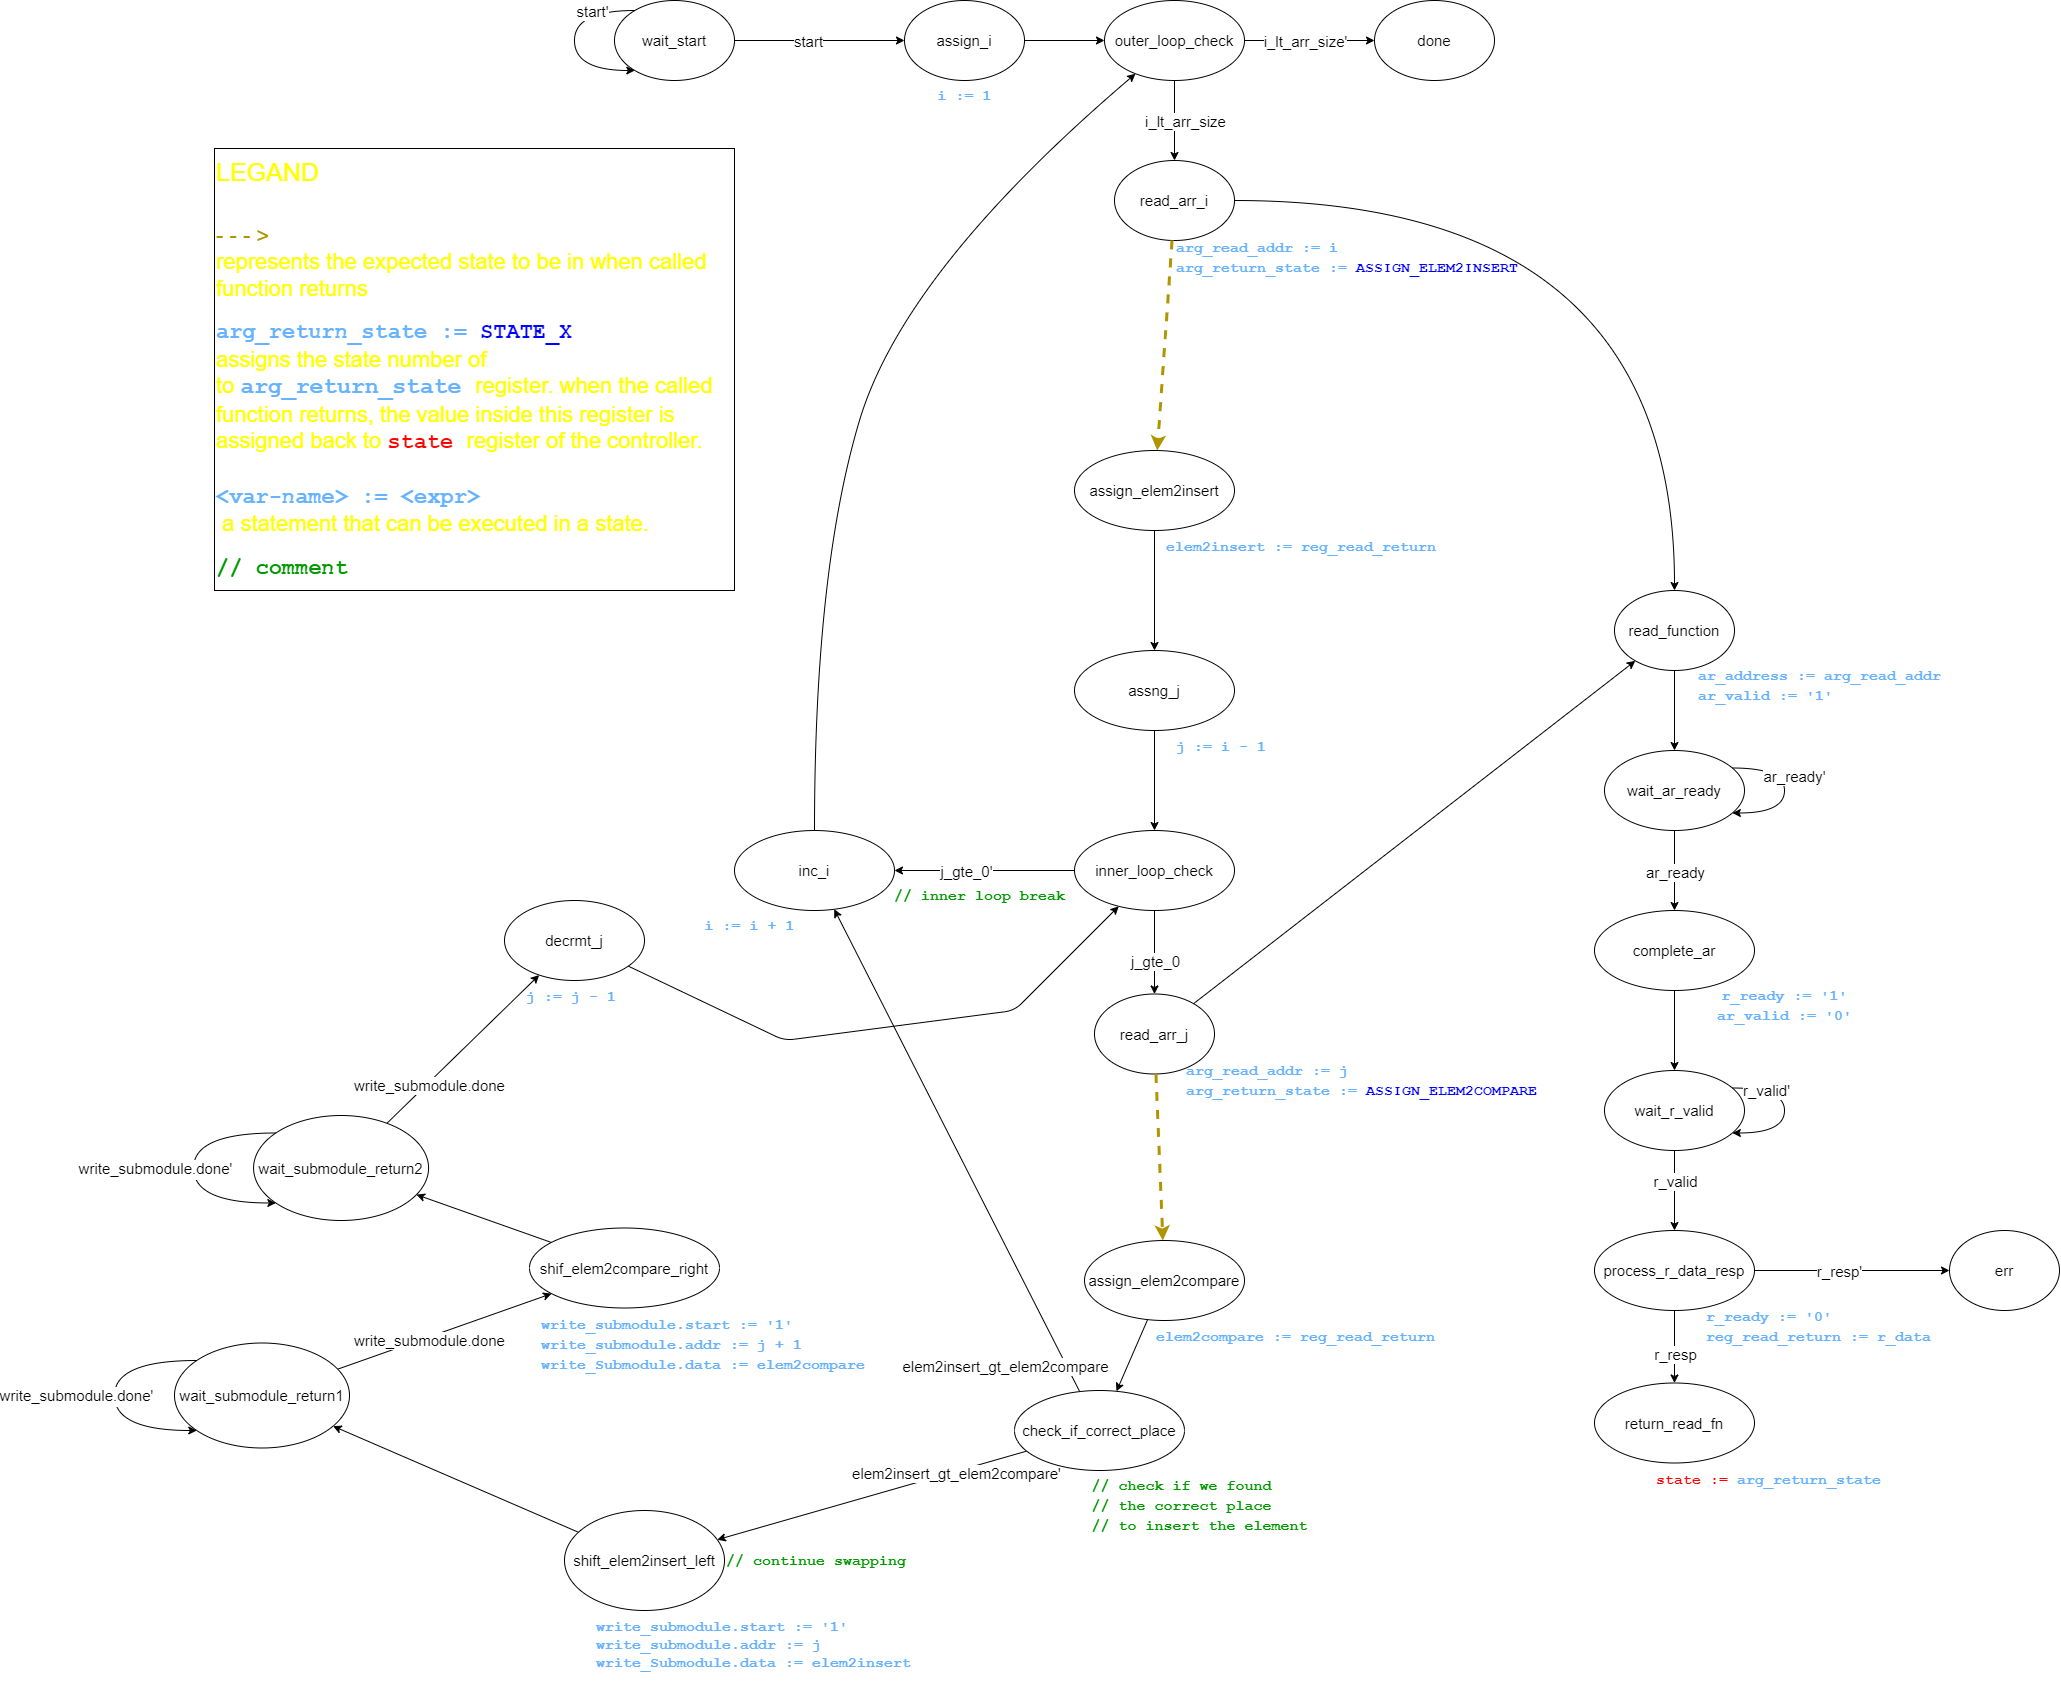 start'
wait_start
start
assign_i
outer_loop_check
i_lt_arr_size'
done
i := 1
i_lt_arr_size
LEGAND
--->
represents the expected state to be in when called
function returns
arg_return_state := STATE_X
assigns the state number of
to arg_return_state register. when the called
function returns, the value inside this register is
assigned back to state register of the controller.
<var-name> := <expr>
a statement that can be executed in a state.
// comment
read_arr_i
arg_read_addr := i
arg_return_state := ASSIGN_ELEM2INSERT
assign_elem2insert
elem2insert := reg_read_return
read_function
ar_address := arg_read_addr
ar_valid := '1'
assng_j
j := i - 1
wait_ar_ready
ar_ready'
ar_ready
inc_i
j_gte_0'
inner_loop_check
// inner loop break
i := i + 1
decrmt_j
j := j - 1
j_gte_0
complete_ar
r_ready := '1'
ar_valid := '0'
read_arr_j
arg_read_addr := j
arg_return_state := ASSIGN_ELEM2COMPARE
wait_r_valid
r_valid'
r_valid
write_submodule.done
write_submodule.done'
wait_submodule_return2
shif_elem2compare_right
write_submodule.start := '1'
write_submodule.addr := j + 1
write_Submodule.data := elem2compare
assign_elem2compare
elem2compare := reg_read_return
process_r_data_resp
r_resp'
err
r_ready := '0'
reg_read_return := r_data
r_resp
write_submodule.done
write_submodule.done'
wait_submodule_return1
elem2insert_gt_elem2compare
check_if_correct_place
return_read_fn
state := arg_return_state
elem2insert_gt_elem2compare'
// check if we found
// the correct place
// to insert the element
shift_elem2insert_left
// continue swapping
write_submodule.start := '1'
write_submodule.addr := j
write_Submodule.data := elem2insert